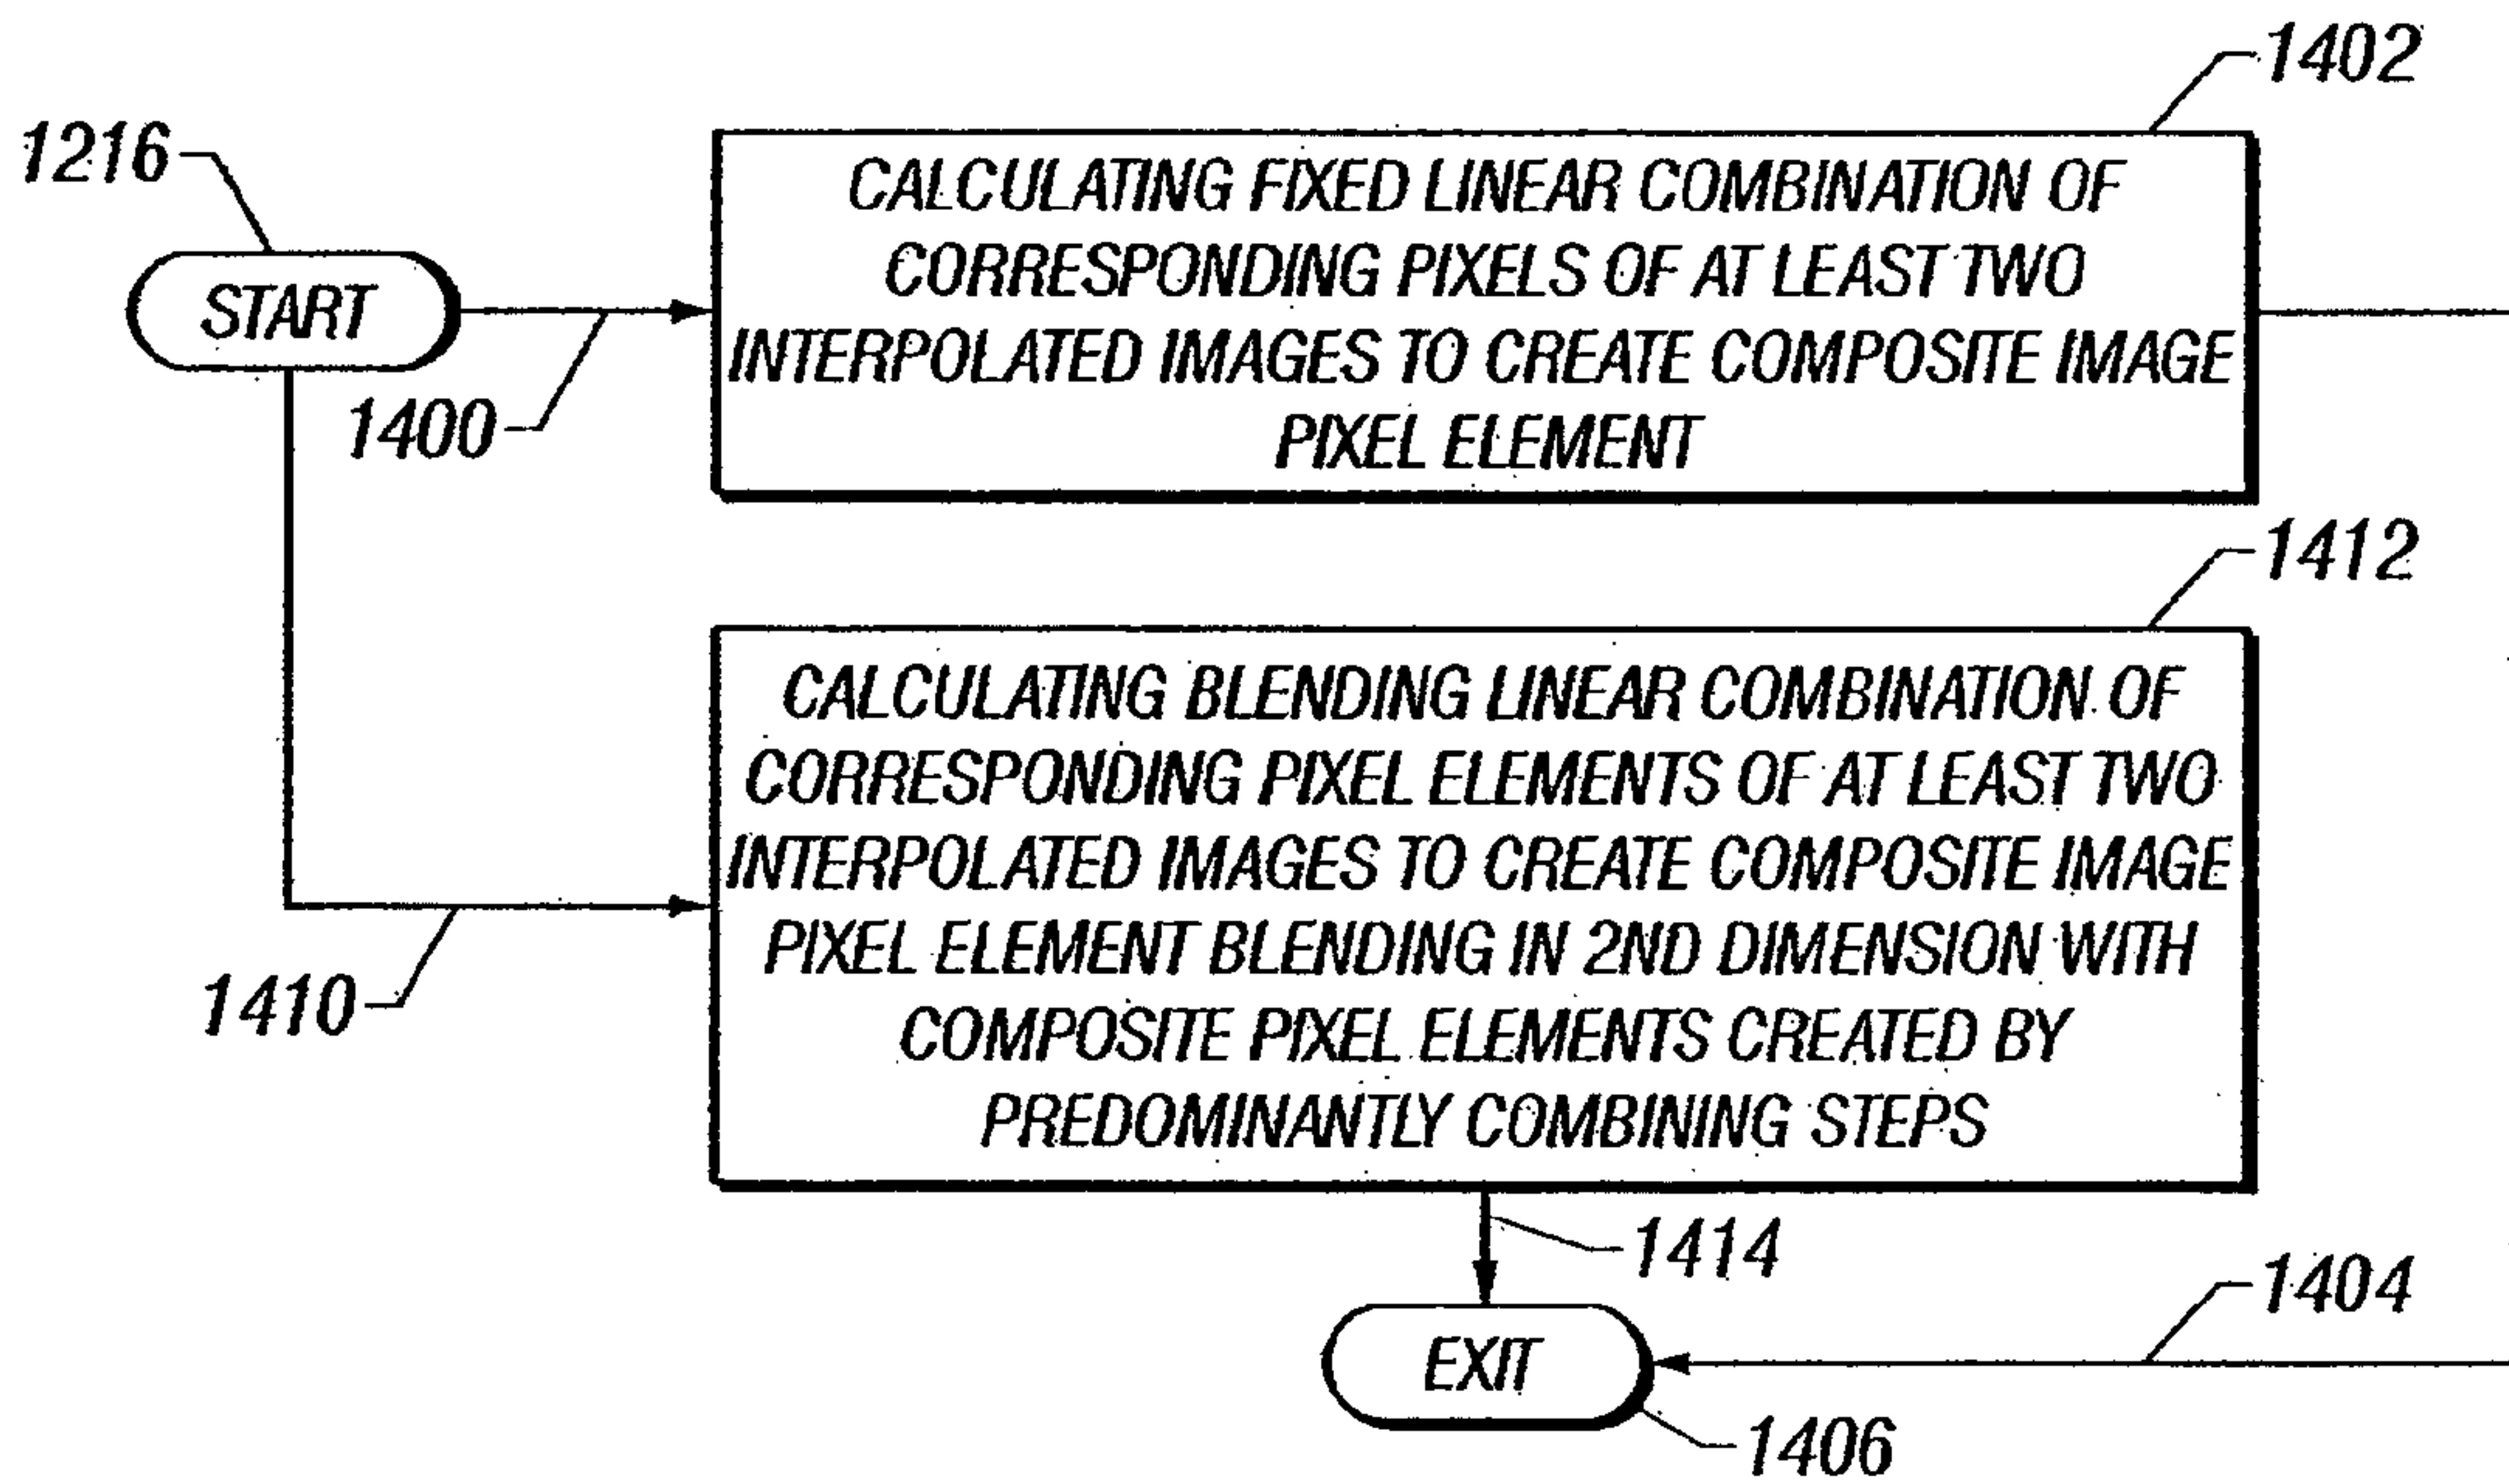 1402
1216
CALCULATING FIXED LINEAR COMBINATION OF
CORRESPONDING PIXELS OF AT LEAST TWO
INTERPOLATED IMAGES TO CREATE COMPOSITE IMAGE
PIXEL ELEMENT
START
1400
1412
CALCULATING BLENDING LINEAR COMBINATION OF
CORRESPONDING PIXEL ELEMENTS OF AT LEAST TWO
INTERPOLATED IMAGES TO CREATE COMPOSITE IMAGE
PIXEL ELEMENT BLENDING IN 2ND DIMENSION WITH
COMPOSITE PIXEL ELEMENTS CREATED BY
PREDOMINANTLY COMBINING STEPS
1410
1414
1404
EXIT
1406